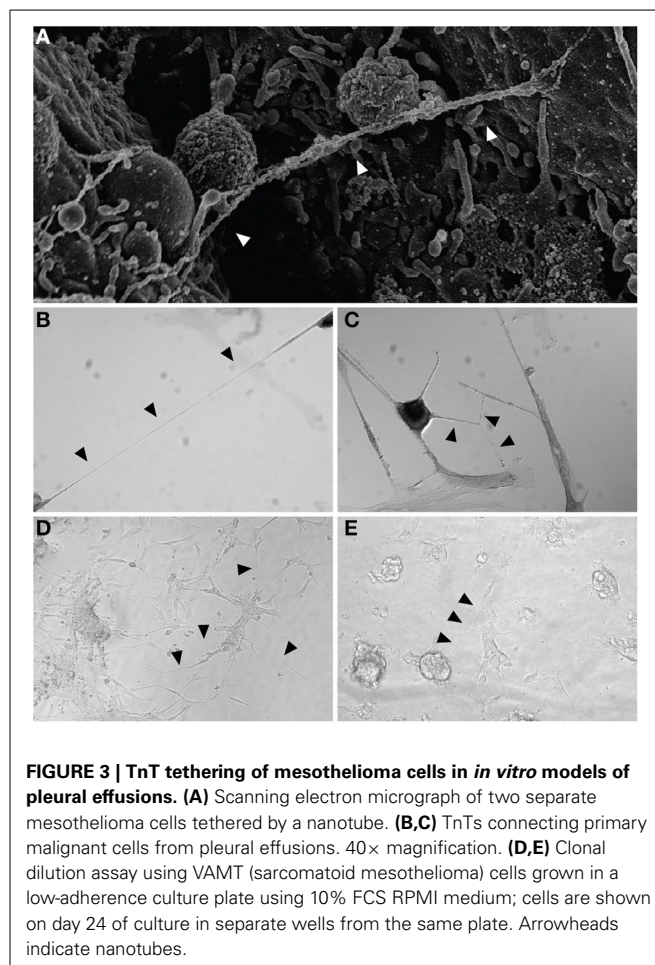 A
B
C
D
E
FIGURE 3 | TnT tethering of mesothelioma cells in in vitro models of
pleural effusions. (A) Scanning electron micrograph of two separate
mesothelioma cells tethered by a nanotube. (B,C) TnTs connecting primary
malignant cells from pleural effusions. 40× magnification. (D,E) Clonal
dilution assay using VAMT (sarcomatoid mesothelioma) cells grown in a
low-adherence culture plate using 10% FCS RPMI medium; cells are shown
on day 24 of culture in separate wells from the same plate. Arrowheads
indicate nanotubes.